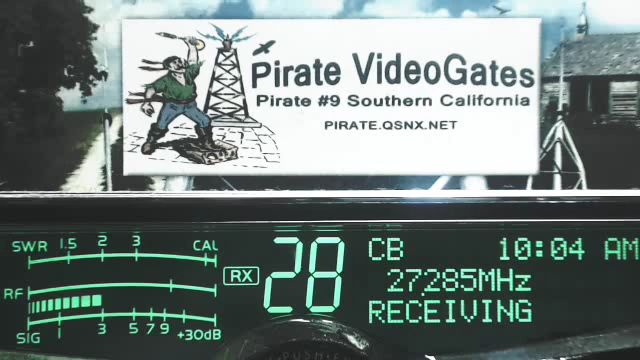 Pirate VideoGates
Pirate #9 Southern California
PIRATE.QSNX.NET
SWR 1.5 2 3 CAL
RF
SIG 1 3 5 7 9 +30dB
RX
28
CB 10:04 AM
27285MHz
RECEIVING